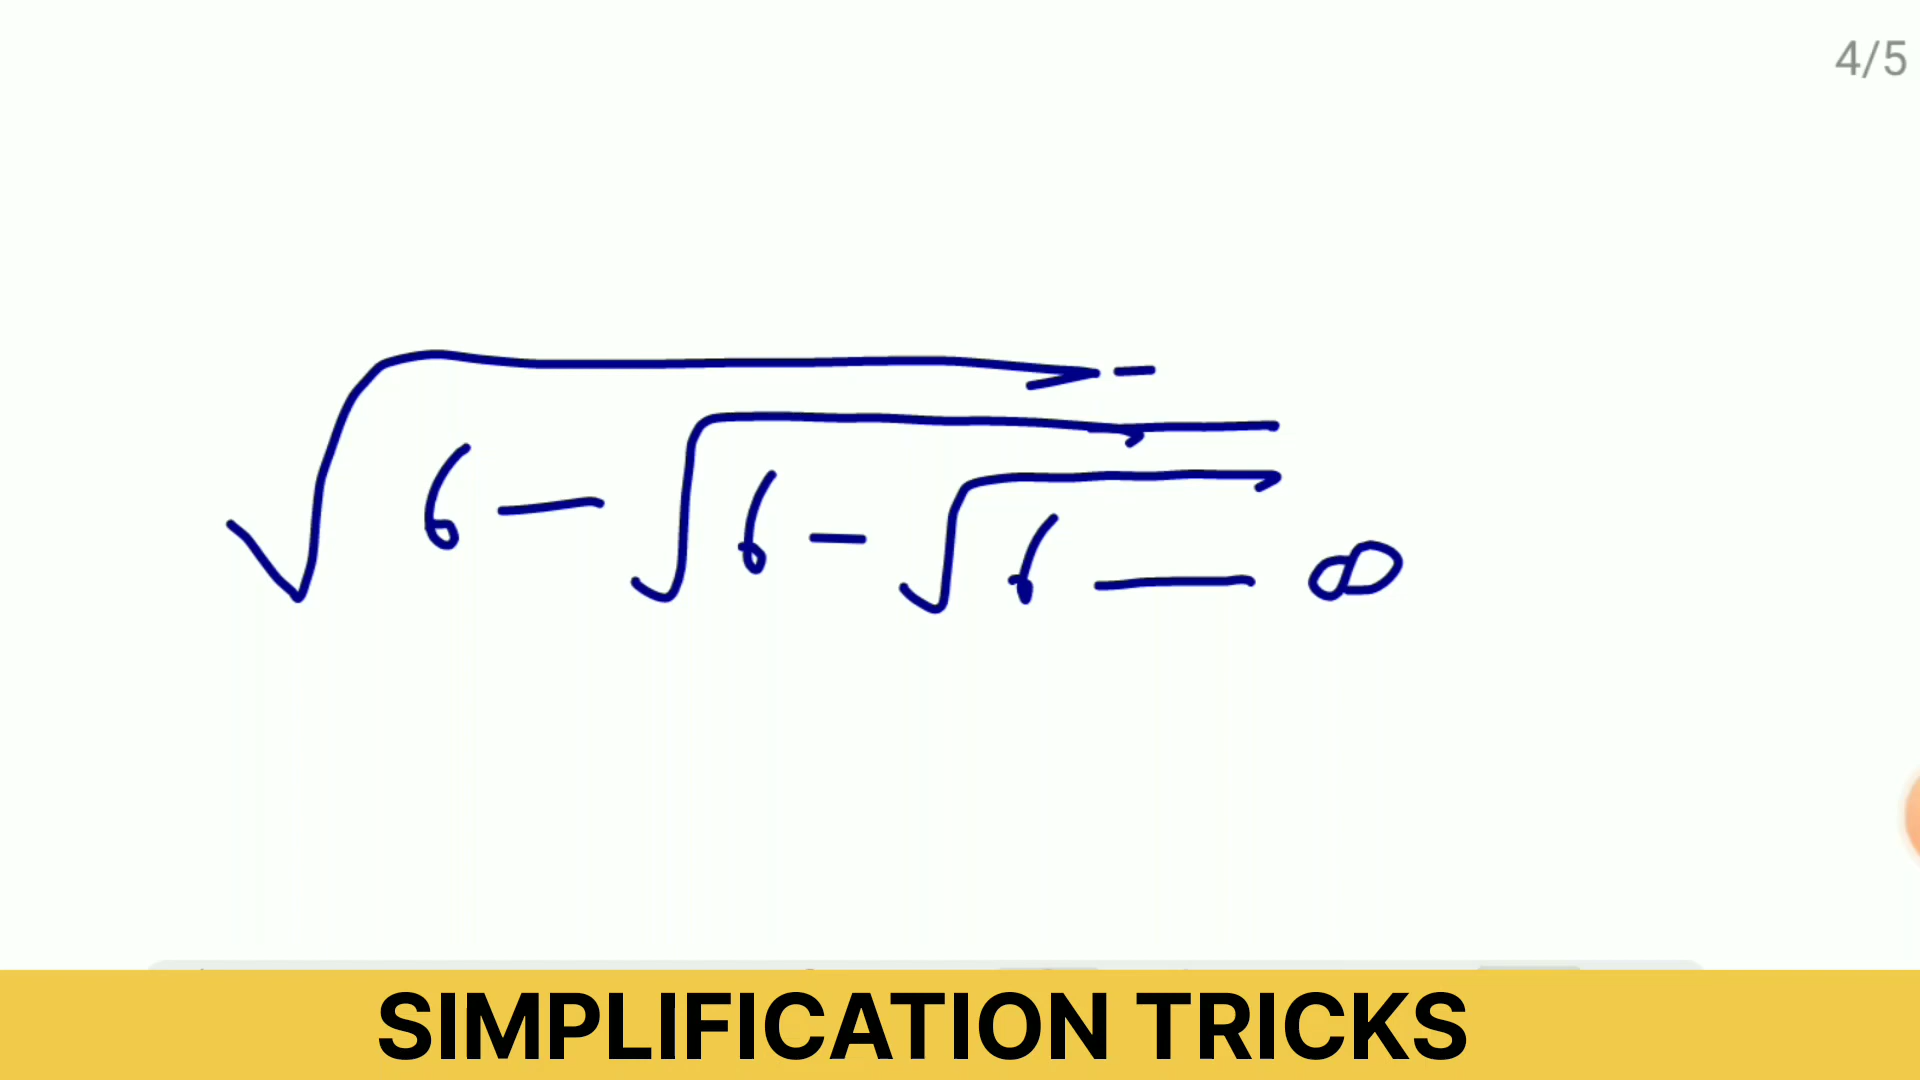 4/5
√6 - √6 - √6 - ∞
SIMPLIFICATION TRICKS